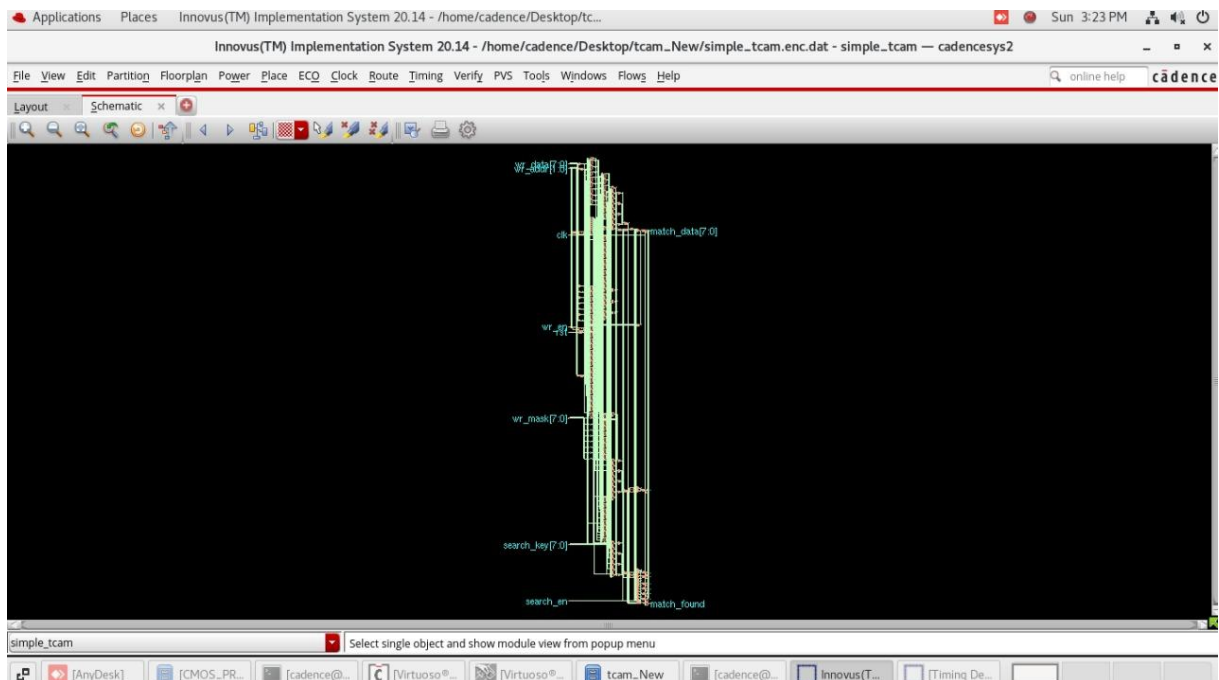 Applications Places Innovus(TM) Implementation System 20.14 - /home/cadence/Desktop/tc... Sun 3:23 PM
Innovus(TM) Implementation System 20.14 - /home/cadence/Desktop/tcam_New/simple_tcam.enc.dat - simple_tcam — cadencesys2
File View Edit Partition Floorplan Power Place ECO Clock Route Timing Verify PVS Tools Windows Flows Help online help cādence
Layout Schematic
wr_data[7:0]
wr_addr[1:0]
clk match_data[7:0]
wr_en
rst
wr_mask[7:0]
search_key[7:0]
search_en match_found
simple_tcam Select single object and show module view from popup menu
[AnyDesk] [CMOS_PR... [cadence@... [Virtuoso®... [Virtuoso®... tcam_New [cadence@... Innovus(T... [Timing De...